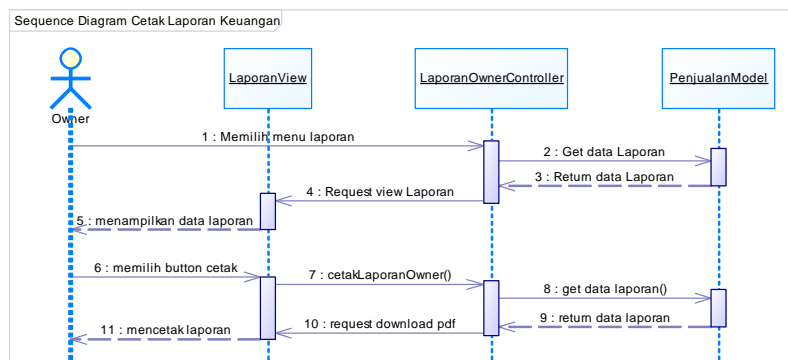 Sequence Diagram Cetak Laporan Keuangan
LaporanView
LaporanOwnerController
PenjualanModel
Owner
1 : Memilih menu laporan
2 : Get data Laporan
3 : Return data Laporan
4 : Request view Laporan
5 : menampilkan data laporan
6 : memilih button cetak
7 : cetakLaporanOwner()
8 : get data laporan()
9 : return data laporan
10 : request download pdf
11 : mencetak laporan